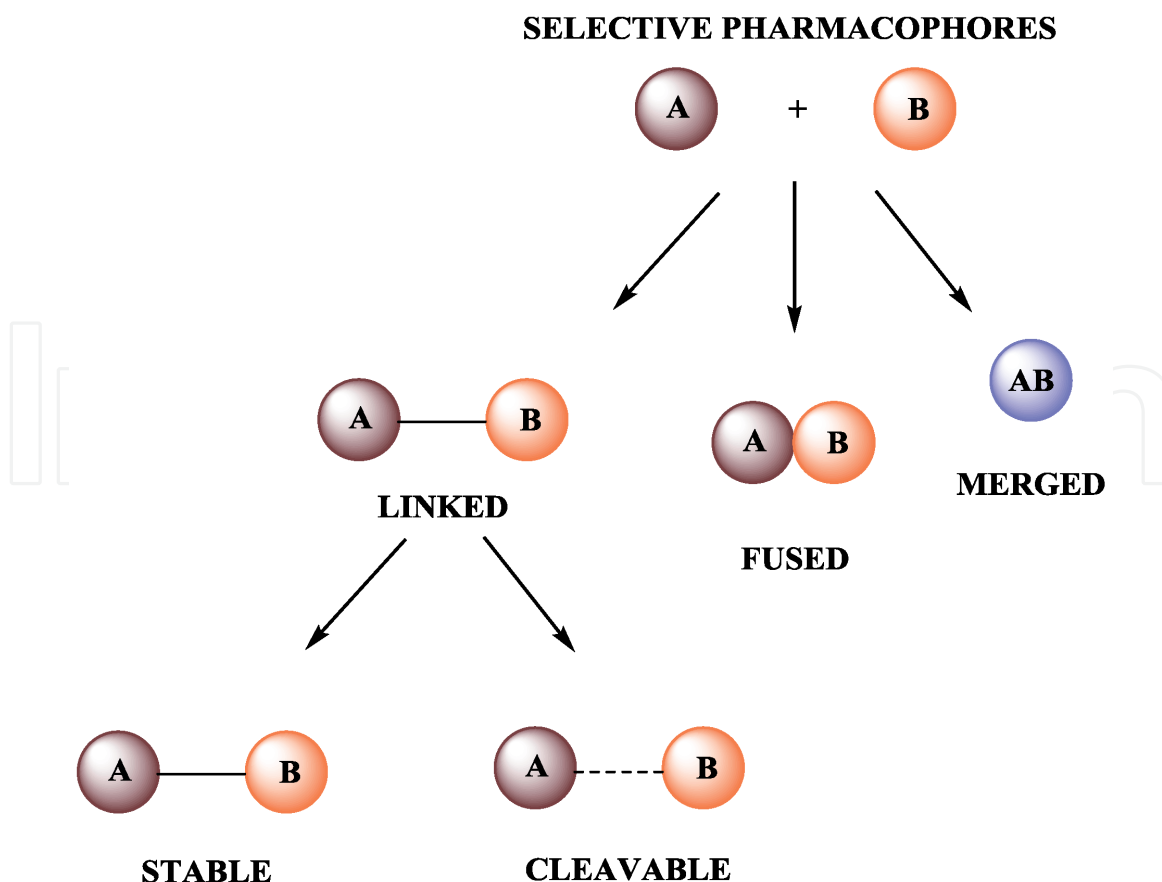 SELECTIVE PHARMACOPHORES
A + B
A B
LINKED
A B
FUSED
AB
MERGED
A B
STABLE
A B
CLEAVABLE